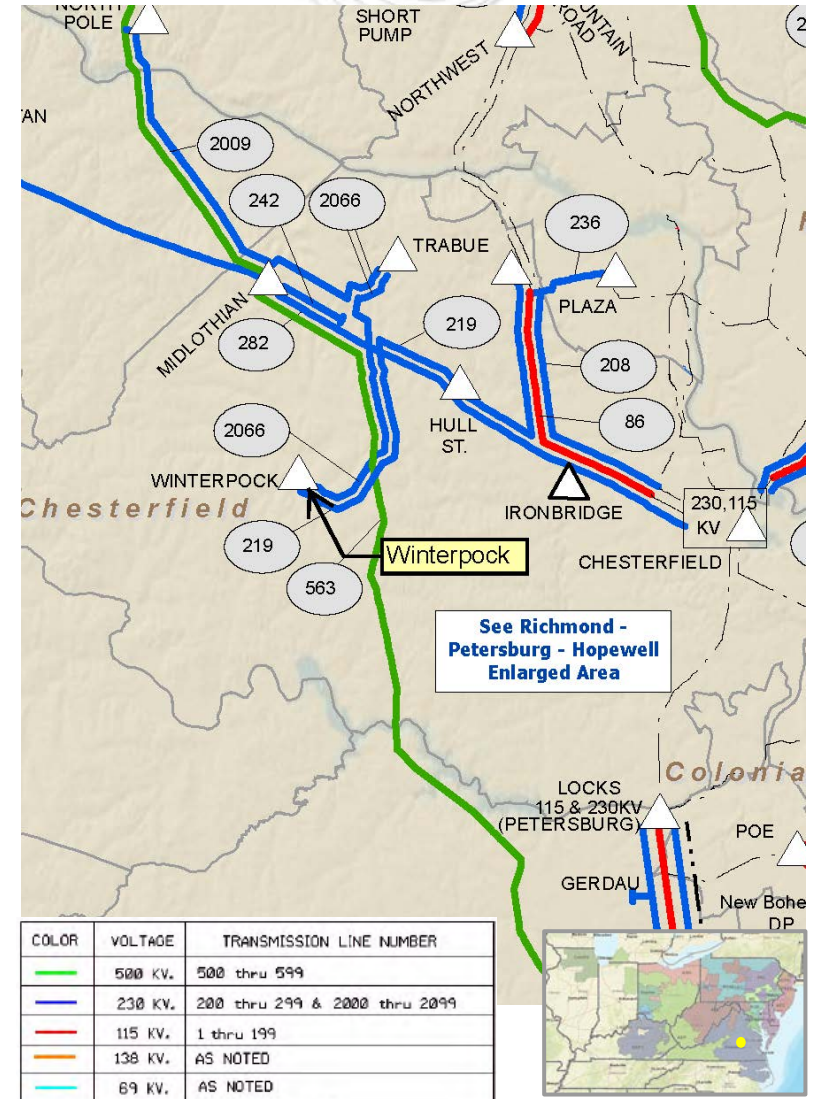 NORTH
POLE
SHORT
PUMP
NORTHWEST
ROAD
2009
242
2066
TRABUE
236
PLAZA
MIDLOTHIAN
282
219
208
86
HULL
ST.
2066
WINTERPOCK
Chesterfield
219
563
Winterpock
IRONBRIDGE
230,115
KV
CHESTERFIELD
See Richmond -
Petersburg - Hopewell
Enlarged Area
Colonia
LOCKS
115 & 230KV
(PETERSBURG)
POE
GERDAU
New Bohe
DP
COLOR VOLTAGE TRANSMISSION LINE NUMBER
500 KV. 500 thru 599
230 KV. 200 thru 299 & 2000 thru 2099
115 KV. 1 thru 199
138 KV. AS NOTED
69 KV. AS NOTED